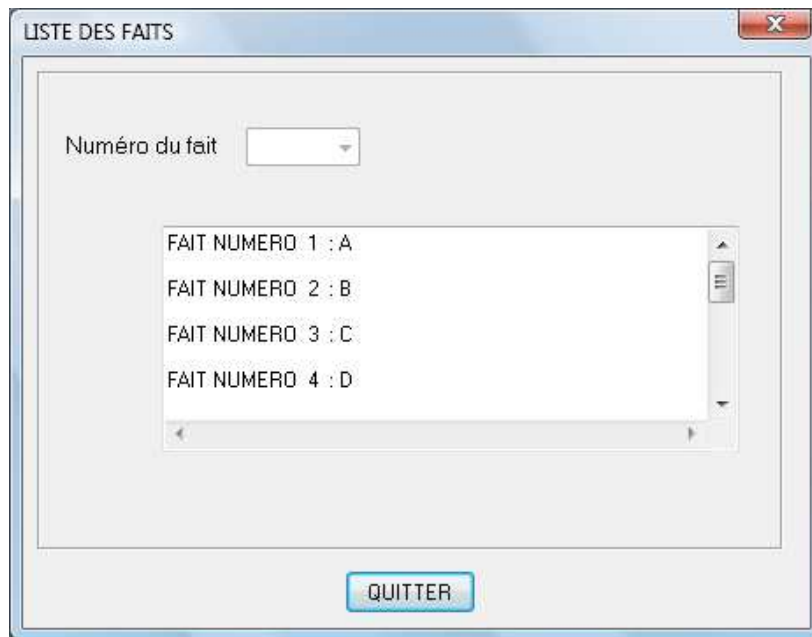 LISTE DES FAITS
Numéro du fait
FAIT NUMERO 1 : A
FAIT NUMERO 2 : B
FAIT NUMERO 3 : C
FAIT NUMERO 4 : D
QUITTER